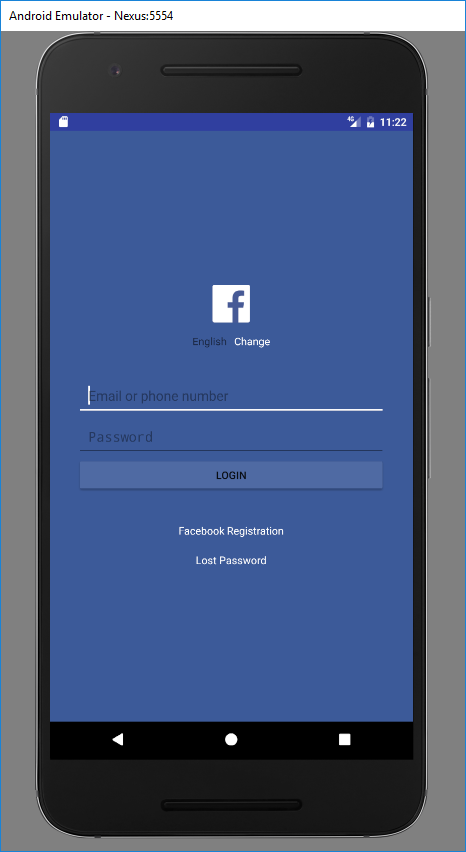 Android Emulator - Nexus:5554
4G 11:22
f
English Change
Email or phone number
Password
LOGIN
Facebook Registration
Lost Password